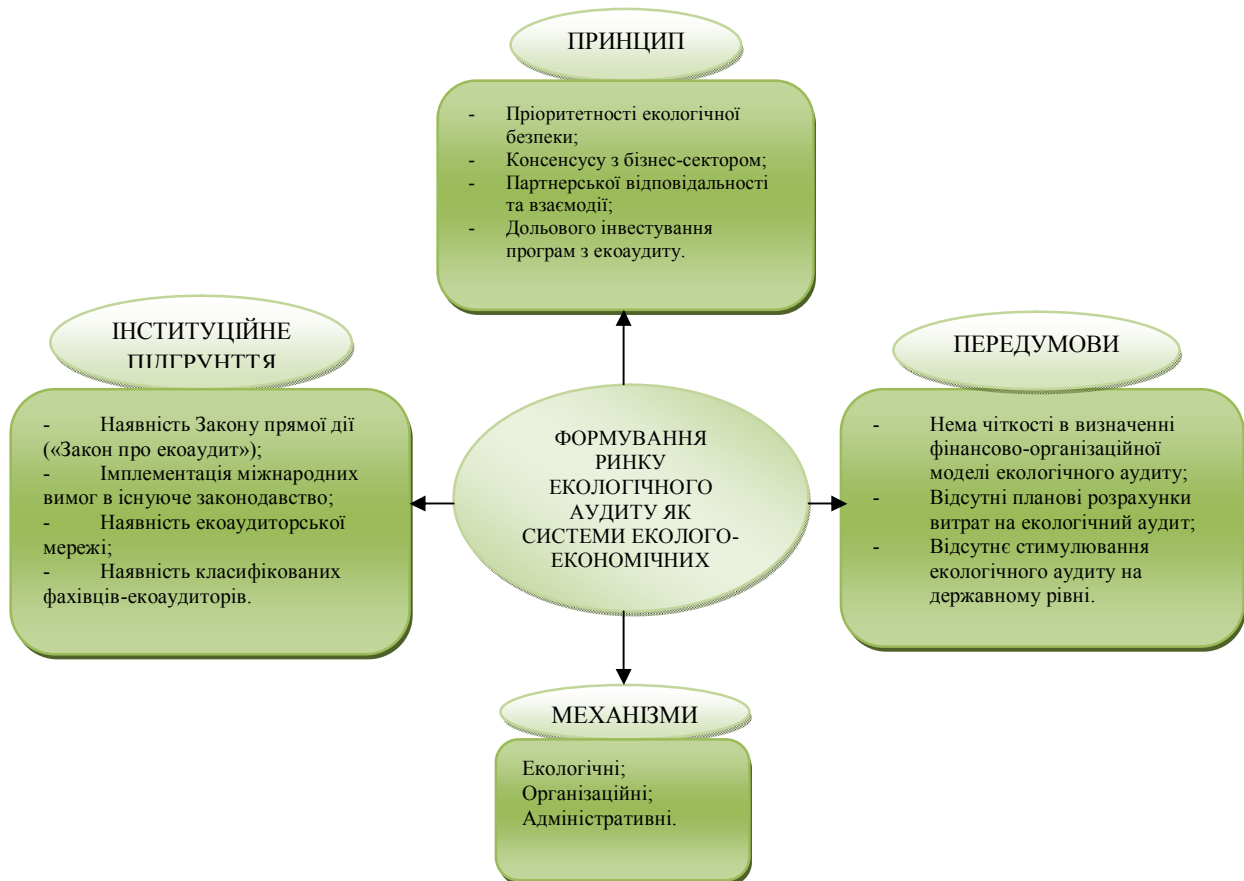 ПРИНЦИП
- Пріоритетності екологічної
безпеки;
- Консенсусу з бізнес-сектором;
- Партнерської відповідальності
та взаємодії;
- Дольового інвестування
програм з екоаудиту.
ІНСТИТУЦІЙНЕ
ПІДГРУНТТЯ
- Наявність Закону прямої дії
(«Закон про екоаудит»);
- Імплементація міжнародних
вимог в існуюче законодавство;
- Наявність екоаудиторської
мережі;
- Наявність класифікованих
фахівців-екоаудиторів.
ФОРМУВАННЯ
РИНКУ
ЕКОЛОГІЧНОГО
АУДИТУ ЯК
СИСТЕМИ ЕКОЛОГО-
ЕКОНОМІЧНИХ
ПЕРЕДУМОВИ
- Нема чіткості в визначенні
фінансово-організаційної
моделі екологічного аудиту;
- Відсутні планові розрахунки
витрат на екологічний аудит;
- Відсутнє стимулювання
екологічного аудиту на
державному рівні.
МЕХАНІЗМИ
Екологічні;
Організаційні;
Адміністративні.